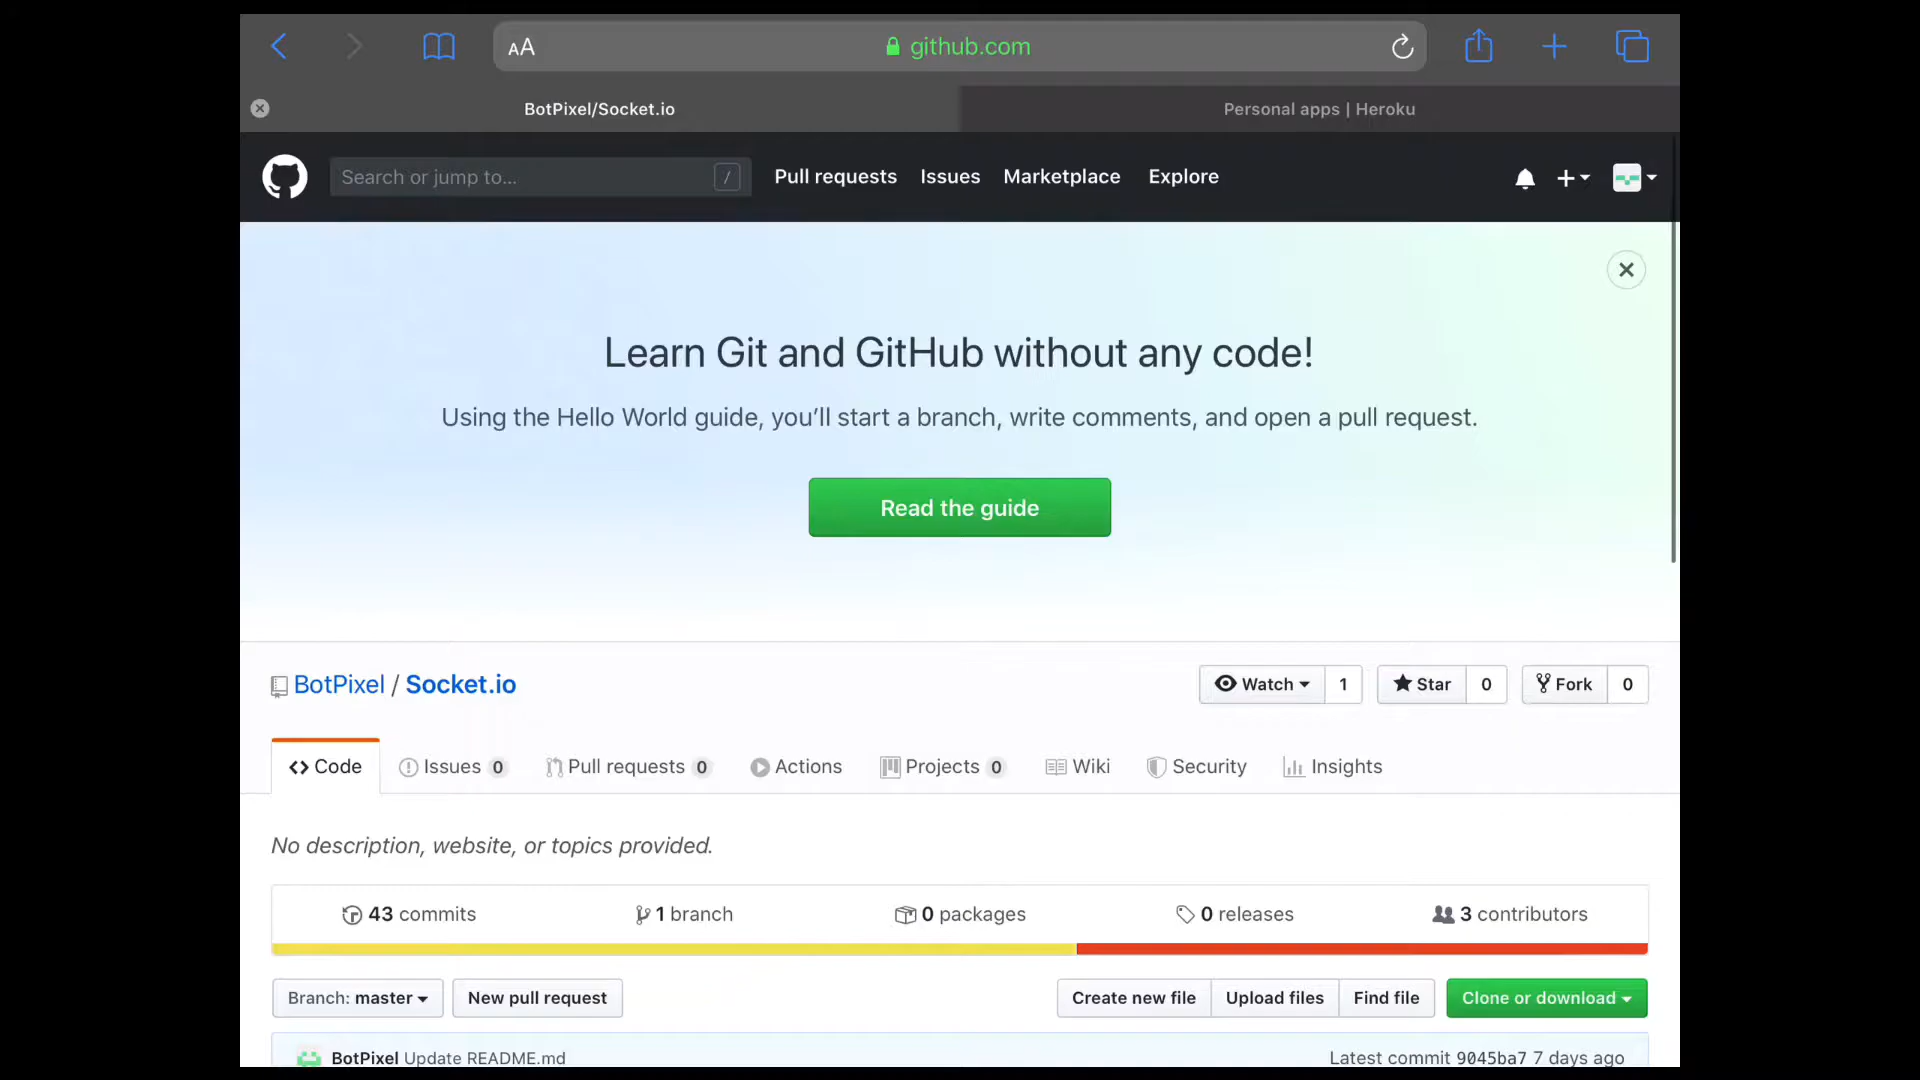 AA github.com
BotPixel/Socket.io Personal apps | Heroku
Search or jump to... / Pull requests Issues Marketplace Explore
Learn Git and GitHub without any code!
Using the Hello World guide, you’ll start a branch, write comments, and open a pull request.
Read the guide
BotPixel / Socket.io Watch 1 Star 0 Fork 0
Code Issues 0 Pull requests 0 Actions Projects 0 Wiki Security Insights
No description, website, or topics provided.
43 commits 1 branch 0 packages 0 releases 3 contributors
Branch: master New pull request Create new file Upload files Find file Clone or download
BotPixel Update README.md Latest commit 9045ba7 7 days ago